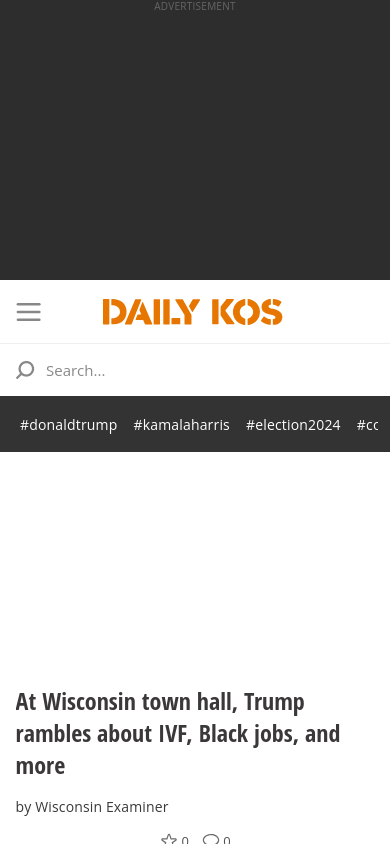 ADVERTISEMENT
DAILY KOS
Search...
#donaldtrump #kamalaharris #election2024
At Wisconsin town hall, Trump
rambles about IVF, Black jobs, and
more
by Wisconsin Examiner
0 0